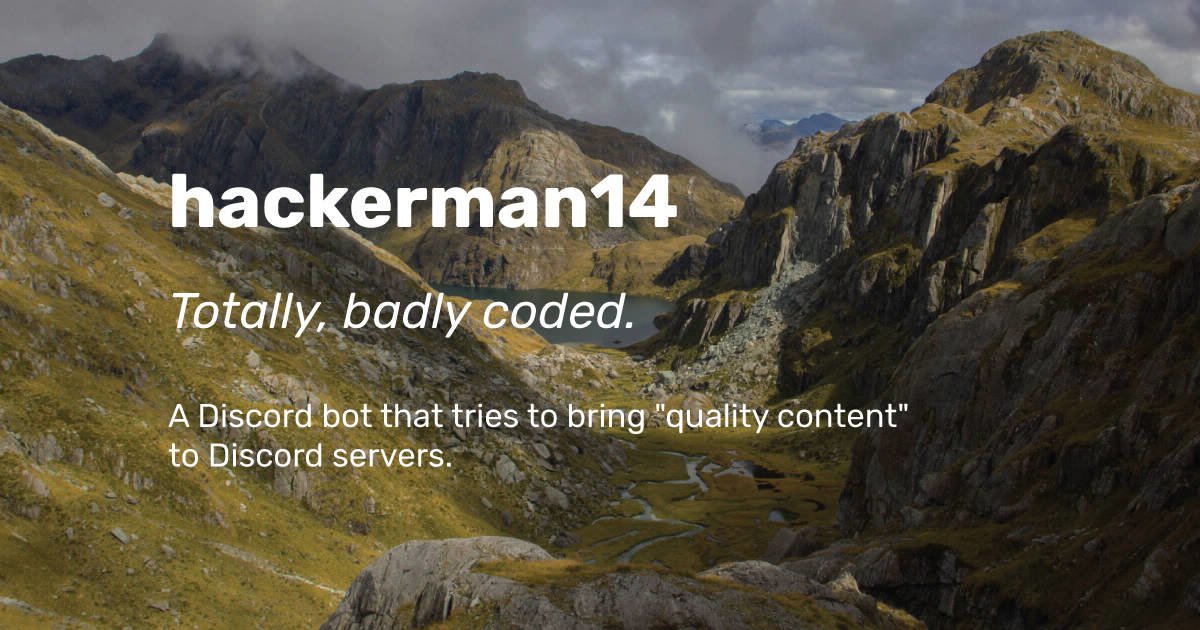 hackerman14
Totally, badly coded.
A Discord bot that tries to bring "quality content"
to Discord servers.